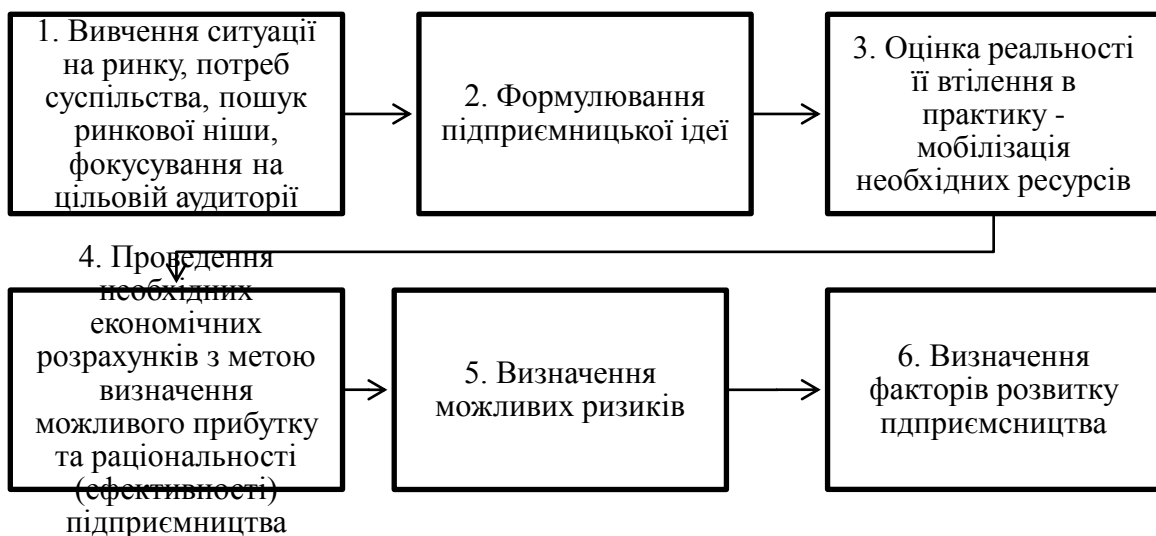 1. Вивчення ситуації
на ринку, потреб
суспільства, пошук
ринкової ніши,
фокусування на
цільовій аудиторії
2. Формулювання
підприємницької ідеї
3. Оцінка реальності
її втілення в
практику -
мобілізація
необхідних ресурсів
4. Проведення
необхідних
економічних
розрахунків з метою
визначення
можливого прибутку
та раціональності
(ефективності)
підприємництва
5. Визначення
можливих ризиків
6. Визначення
факторів розвитку
пдприємсництва